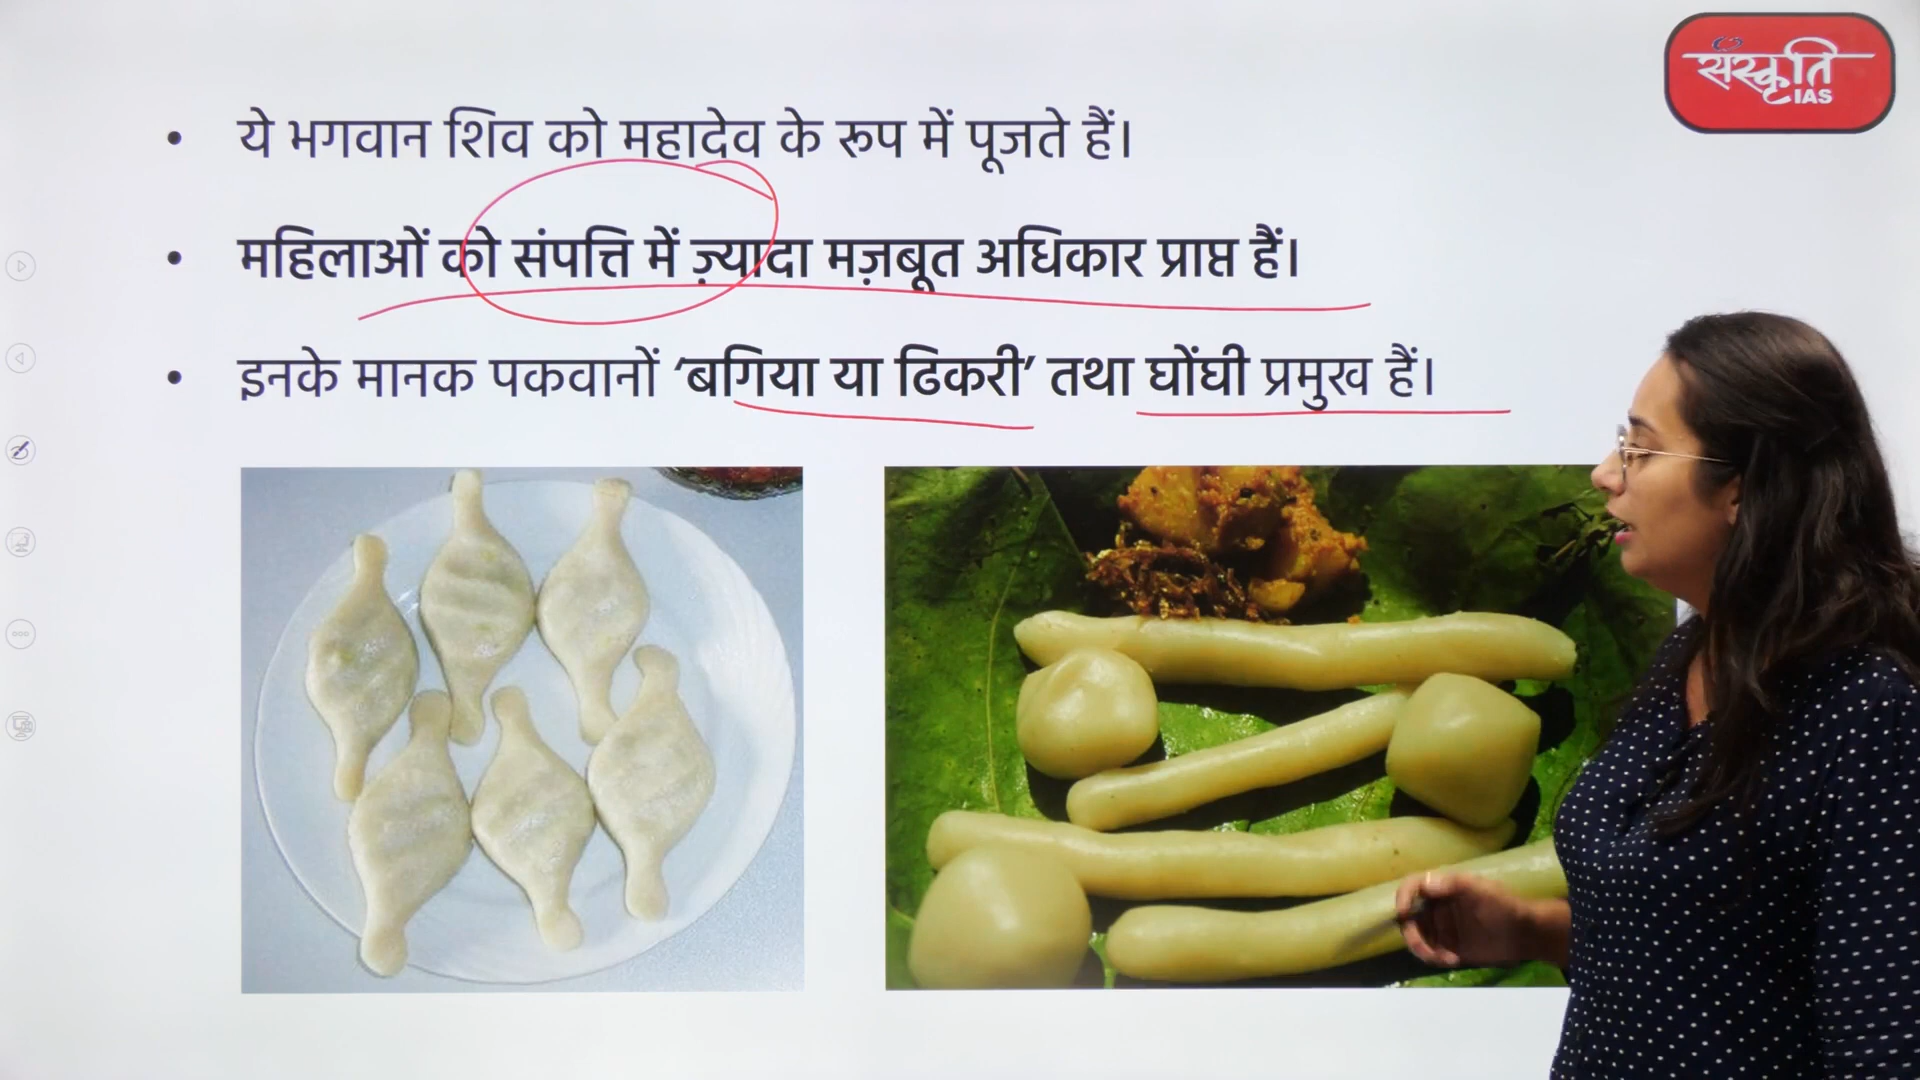 संस्कृति
IAS
• ये भगवान शिव को महादेव के रूप में पूजते हैं।
• महिलाओं को संपत्ति में ज़्यादा मज़बूत अधिकार प्राप्त हैं।
• इनके मानक पकवानों ‘बगिया या ढिकरी’ तथा घोंघी प्रमुख हैं।